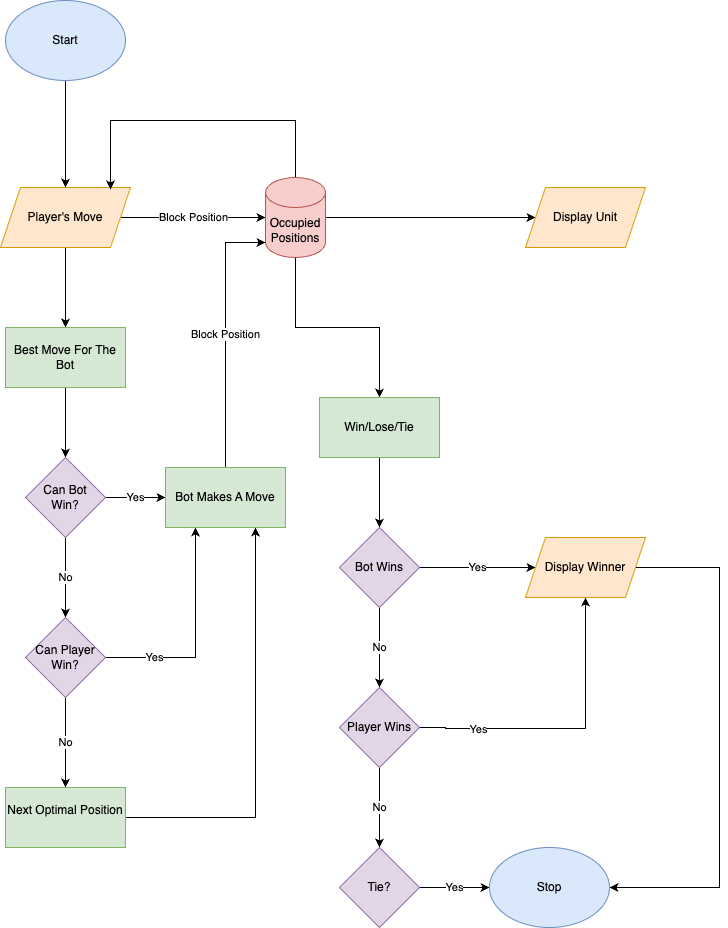 Start
Player's Move
Block Position
Occupied
Positions
Display Unit
Block Position
Best Move For The
Bot
Win/Lose/Tie
Can Bot
Win?
Yes
Bot Makes A Move
No
Bot Wins
Yes
Display Winner
No
Can Player
Win?
Yes
Player Wins
Yes
No
Next Optimal Position
No
Tie?
Yes
Stop